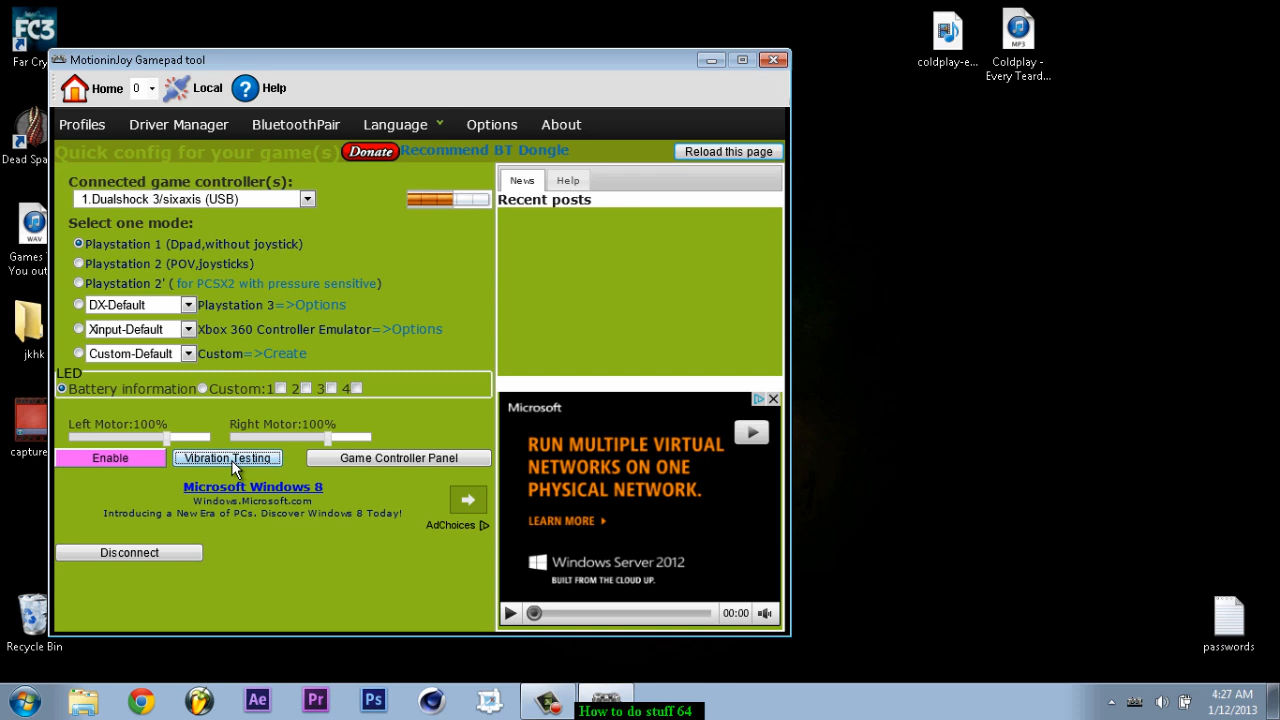 FC3
Far Cry
MotioninJoy Gamepad tool
Home 0 Local Help
Profiles Driver Manager BluetoothPair Language Options About
Quick config for your game(s) Donate Recommend BT Dongle Reload this page
Connected game controller(s):
1.Dualshock 3/sixaxis (USB)
Select one mode:
Playstation 1 (Dpad,without joystick)
Playstation 2 (POV,joysticks)
Playstation 2' ( for PCSX2 with pressure sensitive)
DX-Default Playstation 3=>Options
Xinput-Default Xbox 360 Controller Emulator=>Options
Custom-Default Custom=>Create
LED
Battery information Custom:1 2 3 4
Left Motor:100% Right Motor:100%
Enable Vibration Testing Game Controller Panel
Microsoft Windows 8
Windows.Microsoft.com
Introducing a New Era of PCs. Discover Windows 8 Today!
AdChoices
Disconnect
News Help
Recent posts
Microsoft
RUN MULTIPLE VIRTUAL
NETWORKS ON ONE
PHYSICAL NETWORK.
LEARN MORE
Windows Server 2012
BUILT FROM THE CLOUD UP.
00:00
Dead Spa
WAV
Games
You out
jkhk
capture
Recycle Bin
coldplay-e...
MP3
Coldplay -
Every Teard...
passwords
Ae Pr Ps
How to do stuff 64
4:27 AM
1/12/2013